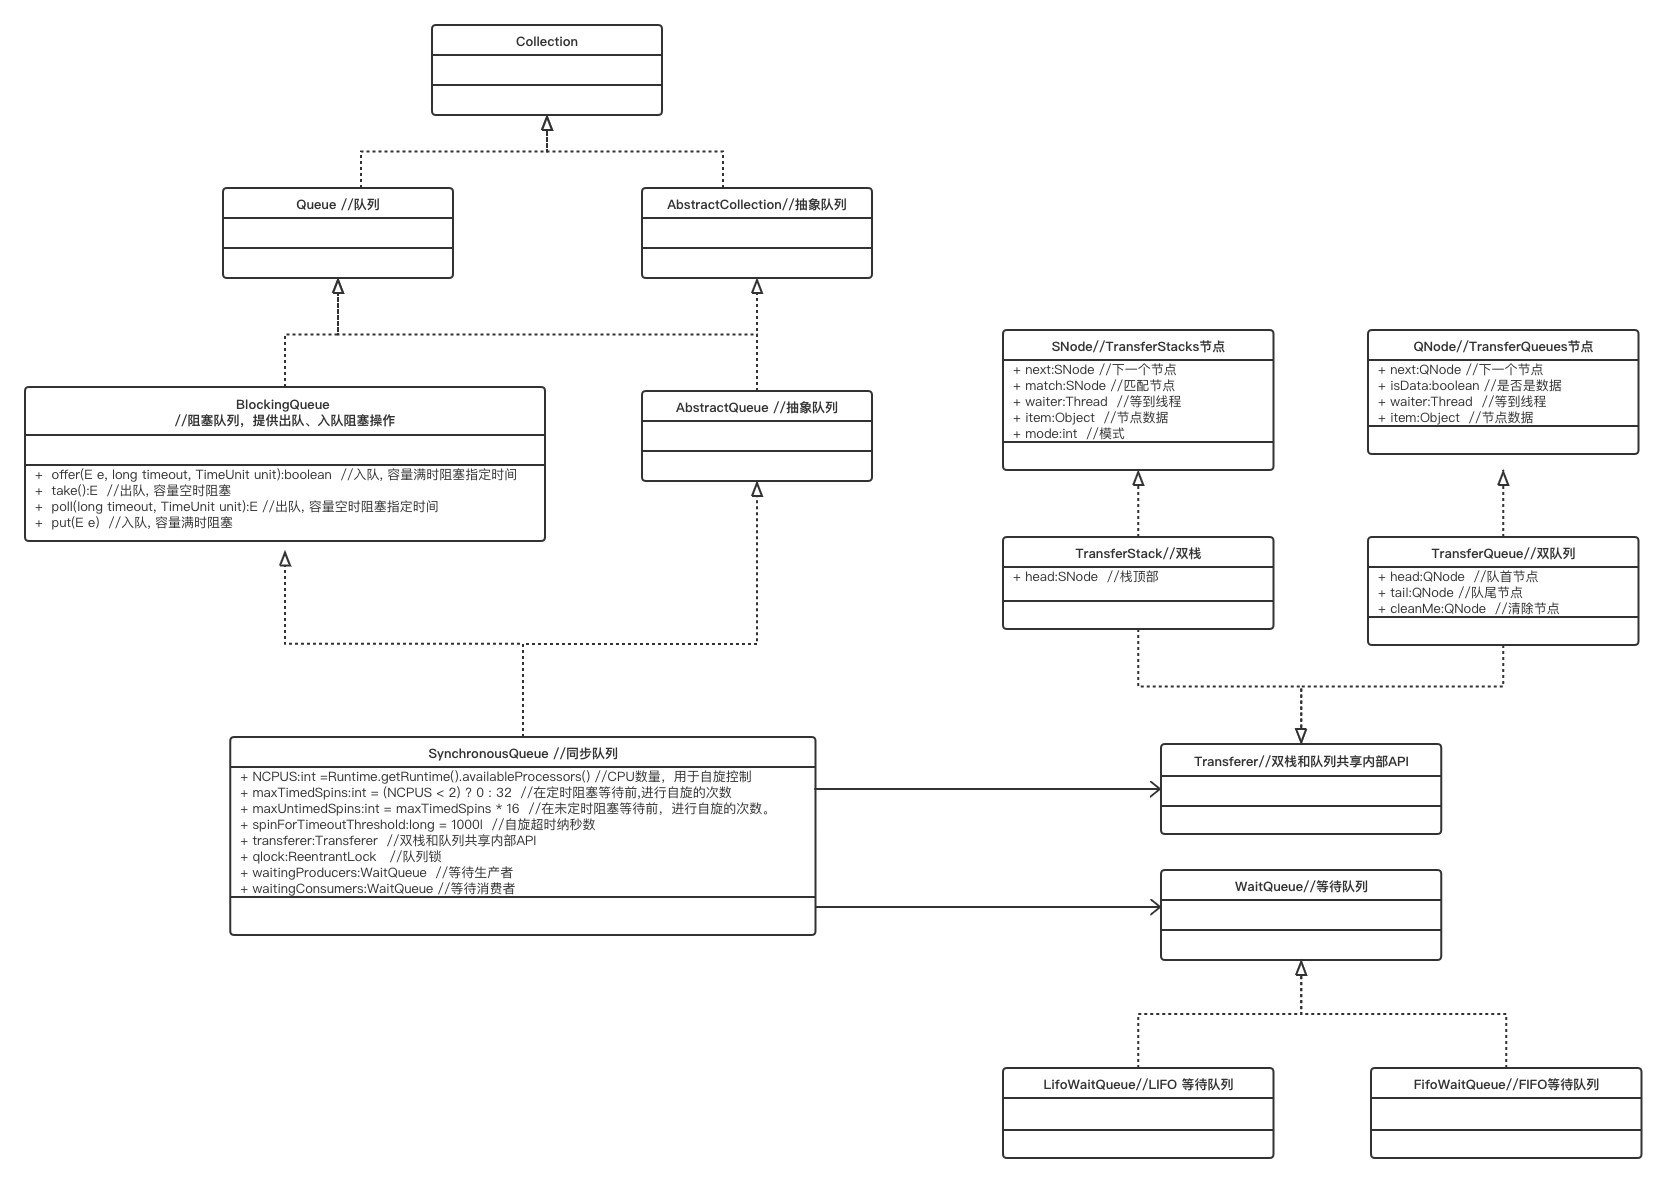 Collection
Queue //队列
AbstractCollection//抽象队列
BlockingQueue
//阻塞队列，提供出队、入队阻塞操作
+  offer(E e, long timeout, TimeUnit unit):boolean  //入队, 容量满时阻塞指定时间
+  take():E  //出队, 容量空时阻塞
+  poll(long timeout, TimeUnit unit):E //出队, 容量空时阻塞指定时间
+  put(E e)  //入队, 容量满时阻塞
AbstractQueue //抽象队列
SNode//TransferStacks节点
+ next:SNode //下一个节点
+ match:SNode //匹配节点
+ waiter:Thread  //等到线程
+ item:Object  //节点数据
+ mode:int  //模式
QNode//TransferQueues节点
+ next:QNode //下一个节点
+ isData:boolean //是否是数据
+ waiter:Thread  //等到线程
+ item:Object  //节点数据
TransferStack//双栈
+ head:SNode  //栈顶部
TransferQueue//双队列
+ head:QNode  //队首节点
+ tail:QNode //队尾节点
+ cleanMe:QNode  //清除节点
SynchronousQueue //同步队列
+ NCPUS:int =Runtime.getRuntime().availableProcessors() //CPU数量，用于自旋控制
+ maxTimedSpins:int = (NCPUS < 2) ? 0 : 32  //在定时阻塞等待前,进行自旋的次数
+ maxUntimedSpins:int = maxTimedSpins * 16  //在未定时阻塞等待前，进行自旋的次数。
+ spinForTimeoutThreshold:long = 1000l  //自旋超时纳秒数
+ transferer:Transferer  //双栈和队列共享内部API
+ qlock:ReentrantLock   //队列锁
+ waitingProducers:WaitQueue  //等待生产者
+ waitingConsumers:WaitQueue //等待消费者
Transferer//双栈和队列共享内部API
WaitQueue//等待队列
LifoWaitQueue//LIFO 等待队列
FifoWaitQueue//FIFO等待队列